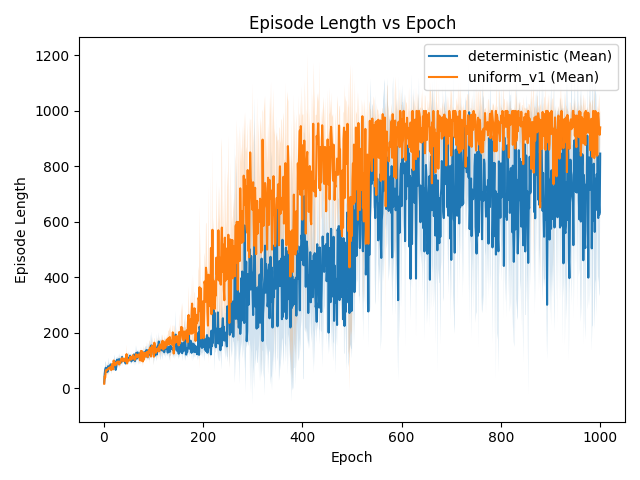 Episode Length vs Epoch
deterministic (Mean)
uniform_v1 (Mean)
Episode Length
1200
1000
800
600
400
200
0
0 200 400 600 800 1000
Epoch